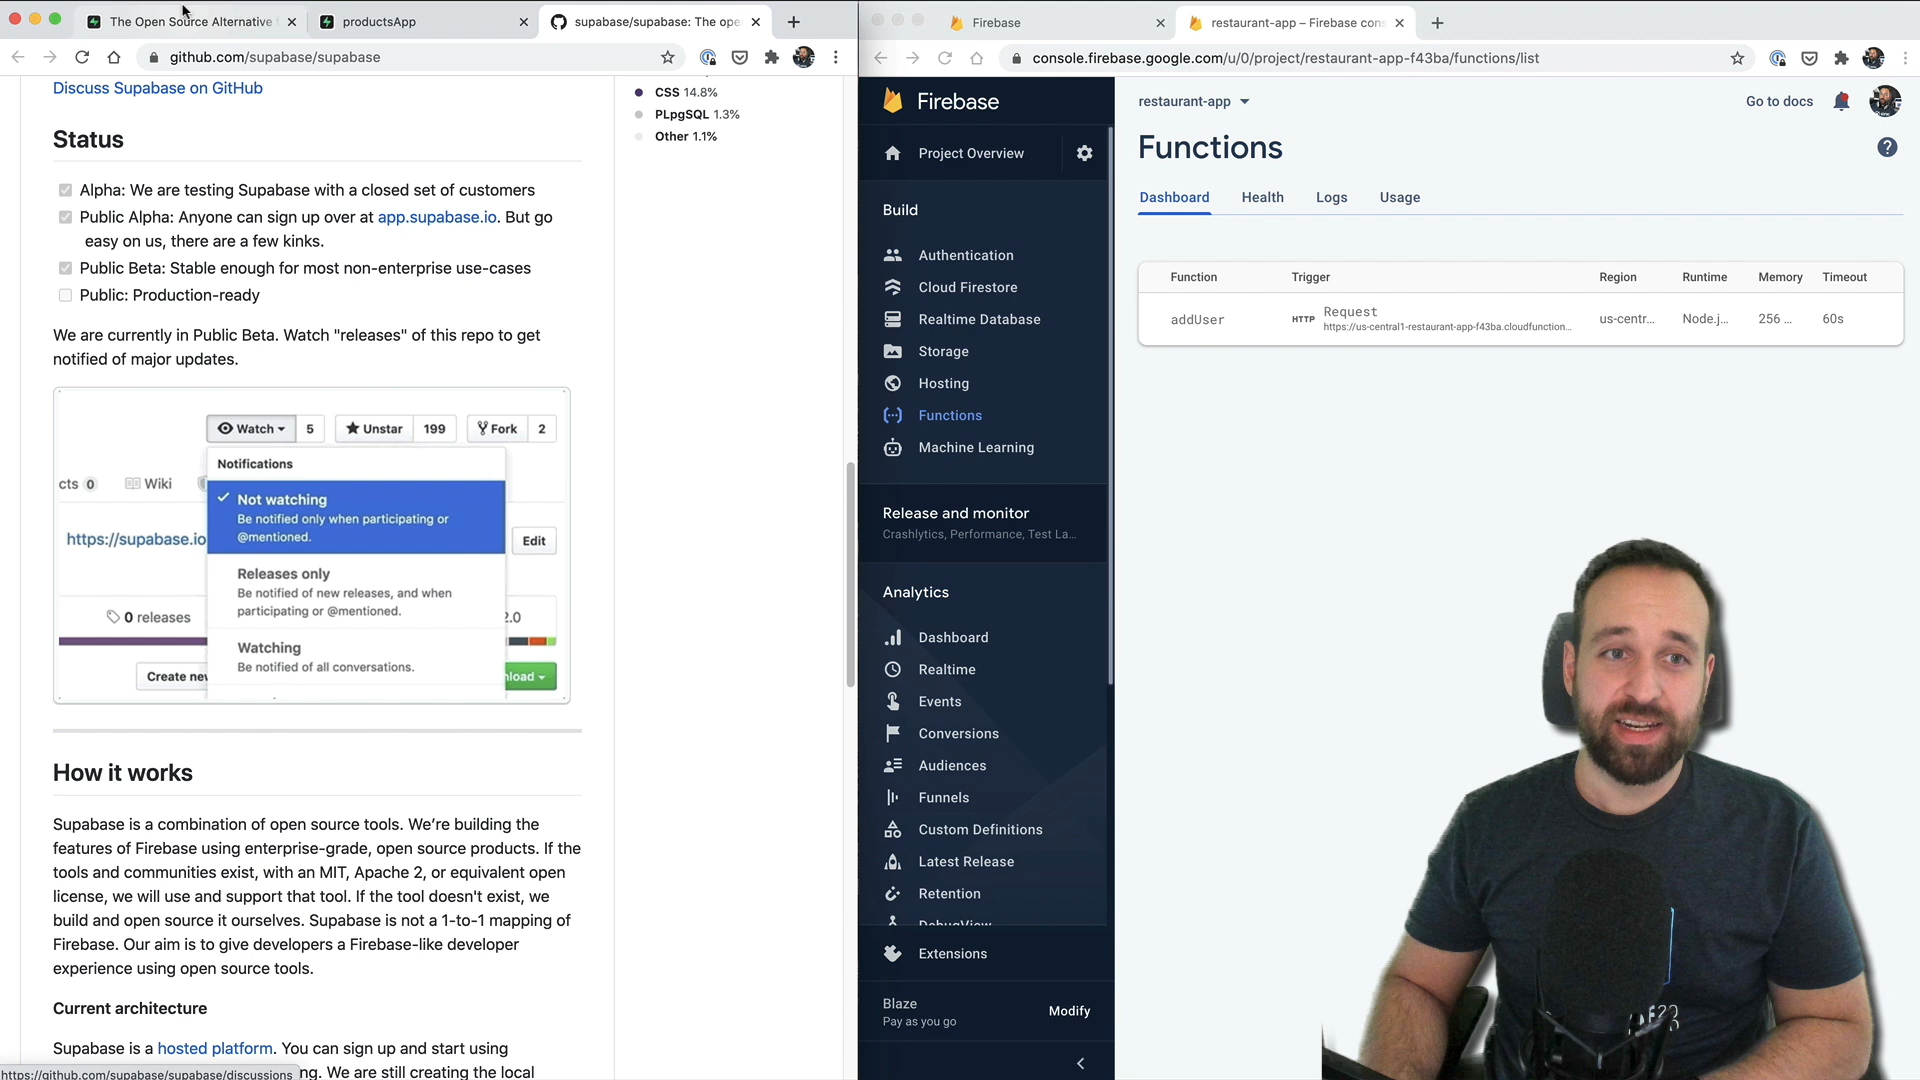 The Open Source Alternative
productsApp
supabase/supabase: The ope
github.com/supabase/supabase
Discuss Supabase on GitHub
CSS 14.8%
PLpgSQL 1.3%
Other 1.1%
Status
Alpha: We are testing Supabase with a closed set of customers
Public Alpha: Anyone can sign up over at app.supabase.io. But go
easy on us, there are a few kinks.
Public Beta: Stable enough for most non-enterprise use-cases
Public: Production-ready
We are currently in Public Beta. Watch "releases" of this repo to get
notified of major updates.
Watch 5
Unstar 199
Fork 2
Notifications
cts 0
Wiki
Not watching
Be notified only when participating or
@mentioned.
https://supabase.io
Edit
Releases only
Be notified of new releases, and when
participating or @mentioned.
0 releases
2.0
Watching
Be notified of all conversations.
Create new
nload
How it works
Supabase is a combination of open source tools. We’re building the
features of Firebase using enterprise-grade, open source products. If the
tools and communities exist, with an MIT, Apache 2, or equivalent open
license, we will use and support that tool. If the tool doesn't exist, we
build and open source it ourselves. Supabase is not a 1-to-1 mapping of
Firebase. Our aim is to give developers a Firebase-like developer
experience using open source tools.
Current architecture
Supabase is a hosted platform. You can sign up and start using
ng. We are still creating the local
https://github.com/supabase/supabase/discussions
Firebase
restaurant-app – Firebase cons
console.firebase.google.com/u/0/project/restaurant-app-f43ba/functions/list
Firebase
Project Overview
Build
Authentication
Cloud Firestore
Realtime Database
Storage
Hosting
Functions
Machine Learning
Release and monitor
Crashlytics, Performance, Test La...
Analytics
Dashboard
Realtime
Events
Conversions
Audiences
Funnels
Custom Definitions
Latest Release
Retention
DebugView
Extensions
Blaze
Pay as you go
Modify
restaurant-app
Go to docs
Functions
Dashboard
Health
Logs
Usage
Function
Trigger
Region
Runtime
Memory
Timeout
addUser
HTTP
Request
https://us-central1-restaurant-app-f43ba.cloudfunction...
us-centr...
Node.j...
256 ...
60s